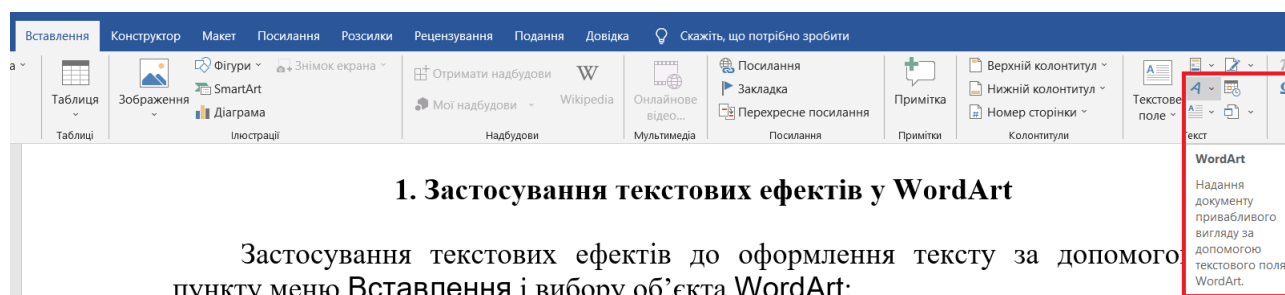 Вставлення Конструктор Макет Посилання Розсилки Рецензування Подання Довідка Скажіть, що потрібно зробити
а
Таблиця
Таблиці
Зображення
Фігури
SmartArt
Діаграма
Знімок екрана
Ілюстрації
Отримати надбудови
Мої надбудови
W
Wikipedia
Надбудови
Онлайнове
відео...
Мультимедіа
Посилання
Закладка
Перехресне посилання
Посилання
Примітка
Примітки
Верхній колонтитул
Нижній колонтитул
# Номер сторінки
Колонтитули
A
Текстове
поле
A
A
Текст
WordArt
Надання
документу
привабливого
вигляду за
допомогою
текстового поля
WordArt.
1. Застосування текстових ефектів у WordArt
Застосування текстових ефектів до оформлення тексту за допомого
пункту меню Вставлення і вибору об’єкта WordArt: